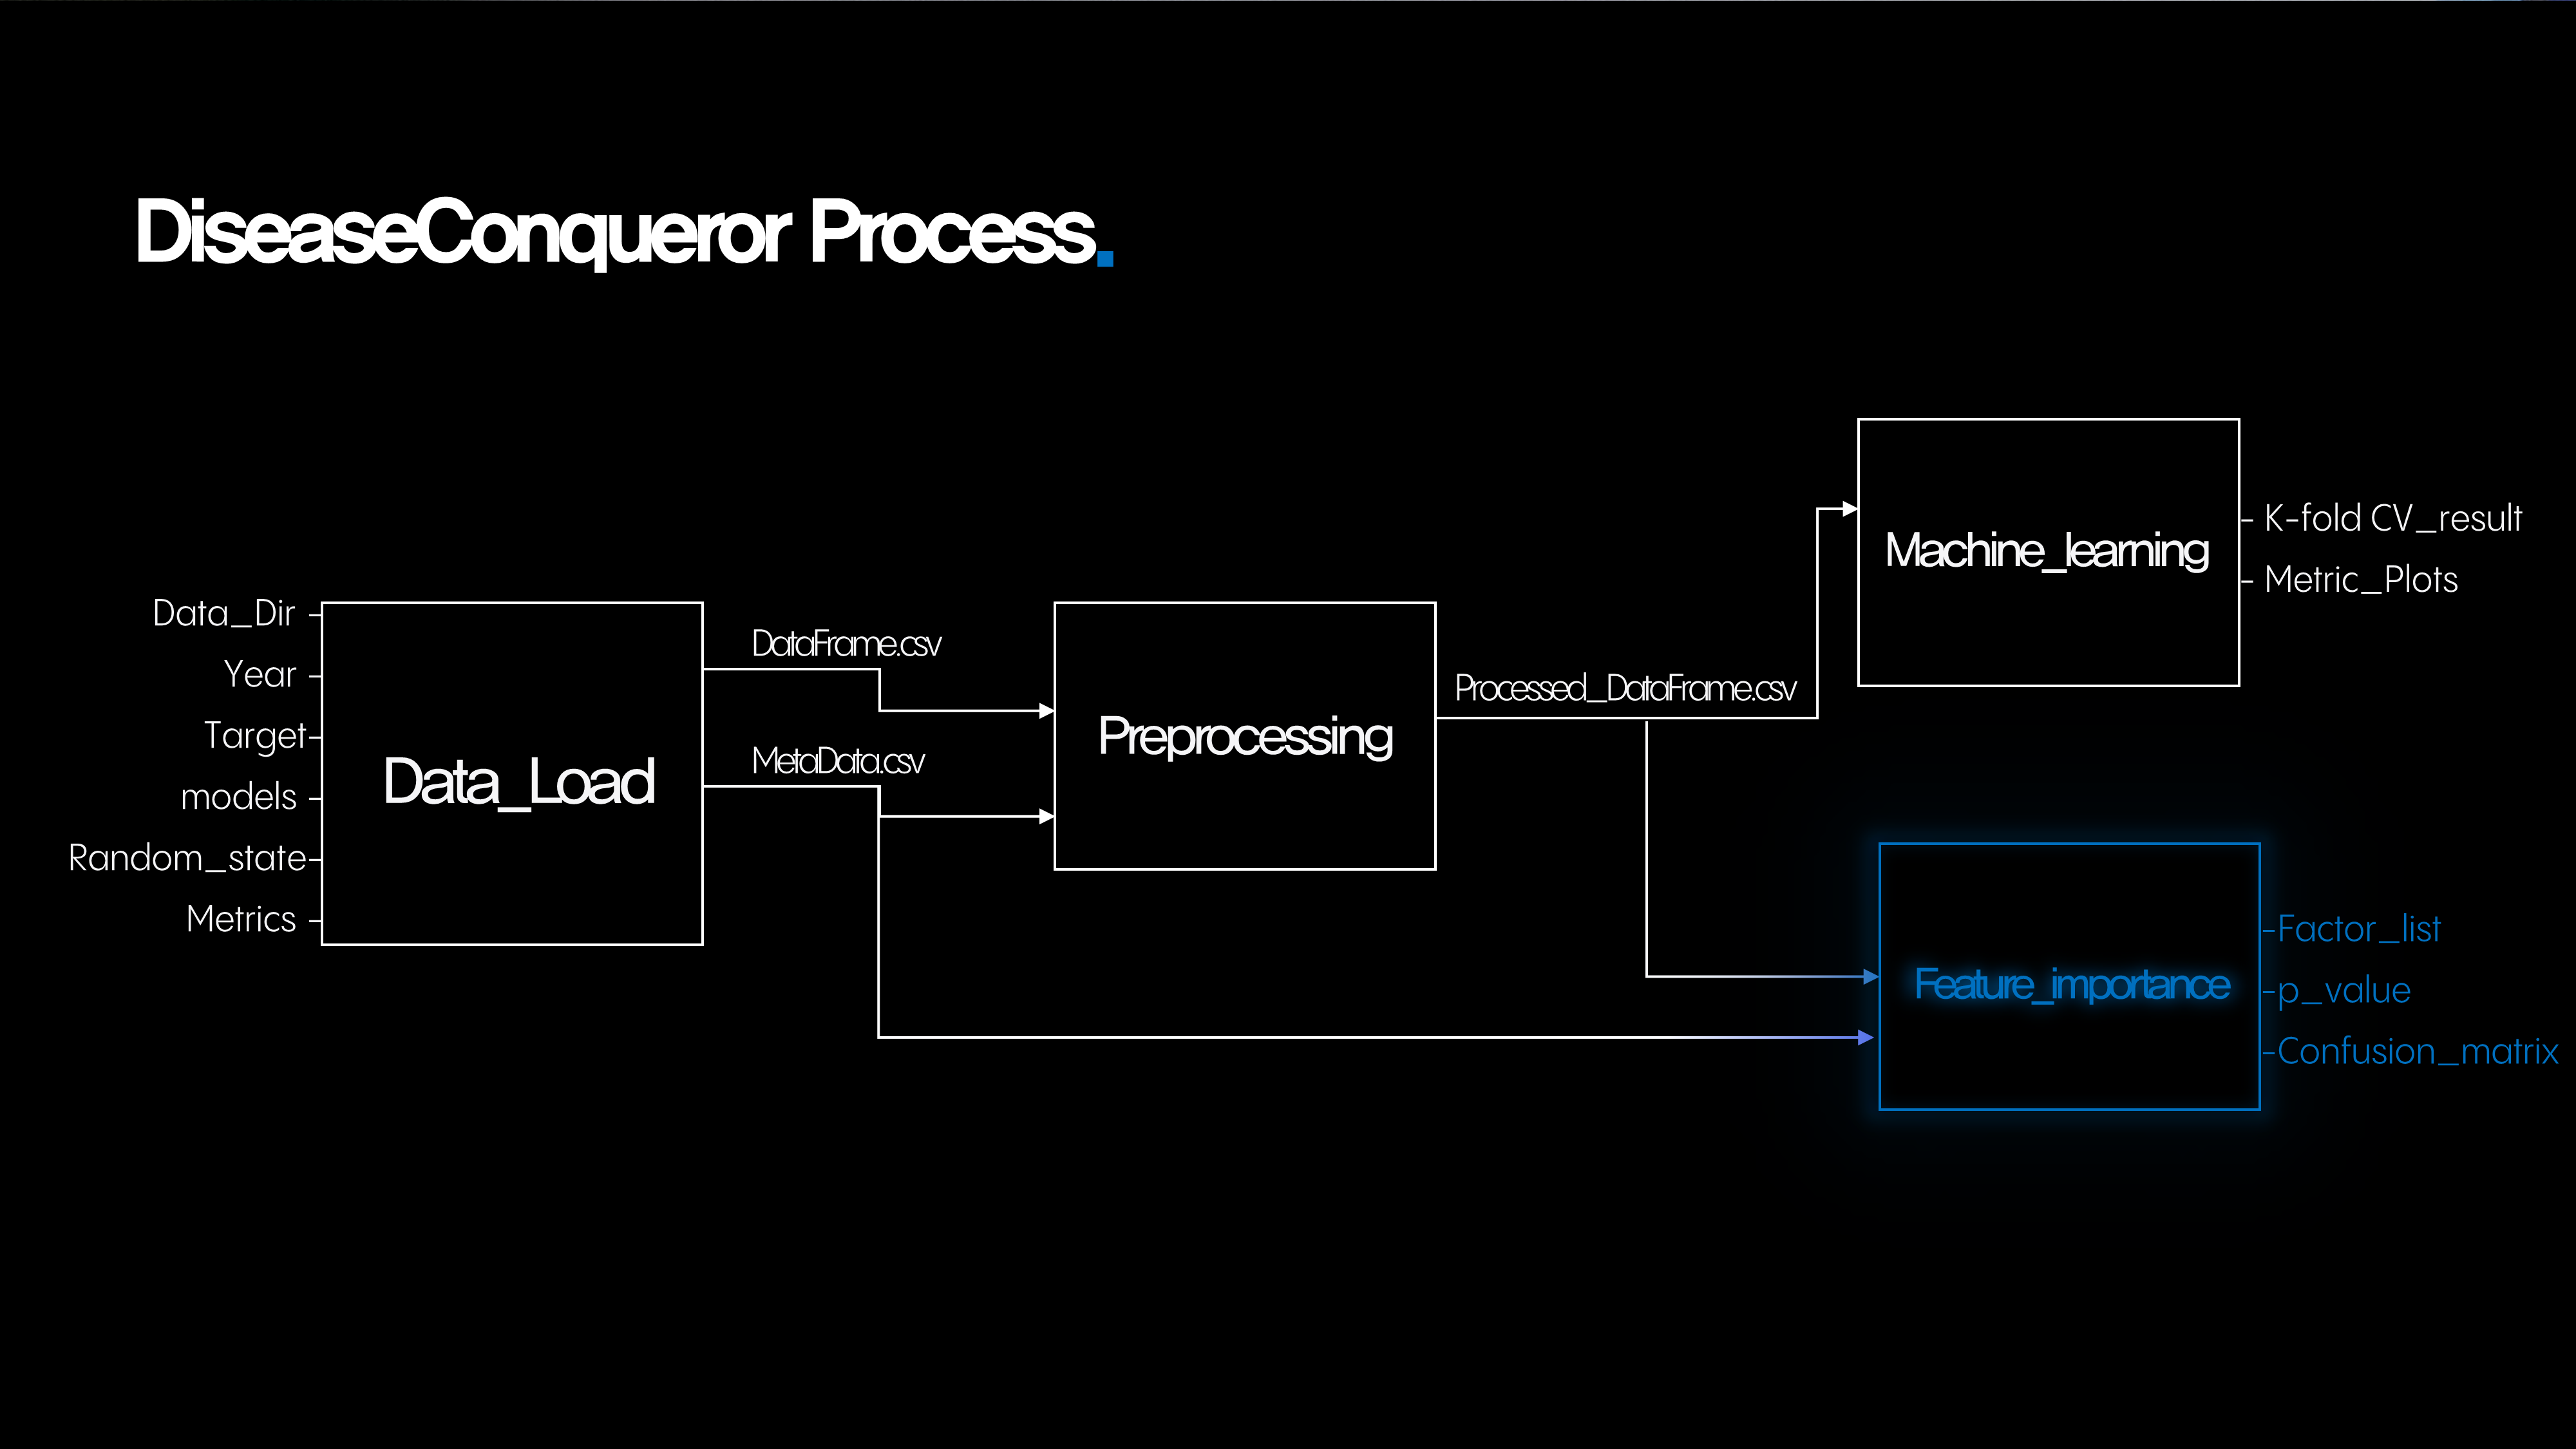 DiseaseConqueror Process.
Data_Dir
Year
Target
models
Random_state
Metrics
Data_Load
DataFrame.csv
MetaData.csv
Preprocessing
Processed_DataFrame.csv
Machine_learning
- K-fold CV_result
- Metric_Plots
Feature_importance
-Factor_list
-p_value
-Confusion_matrix